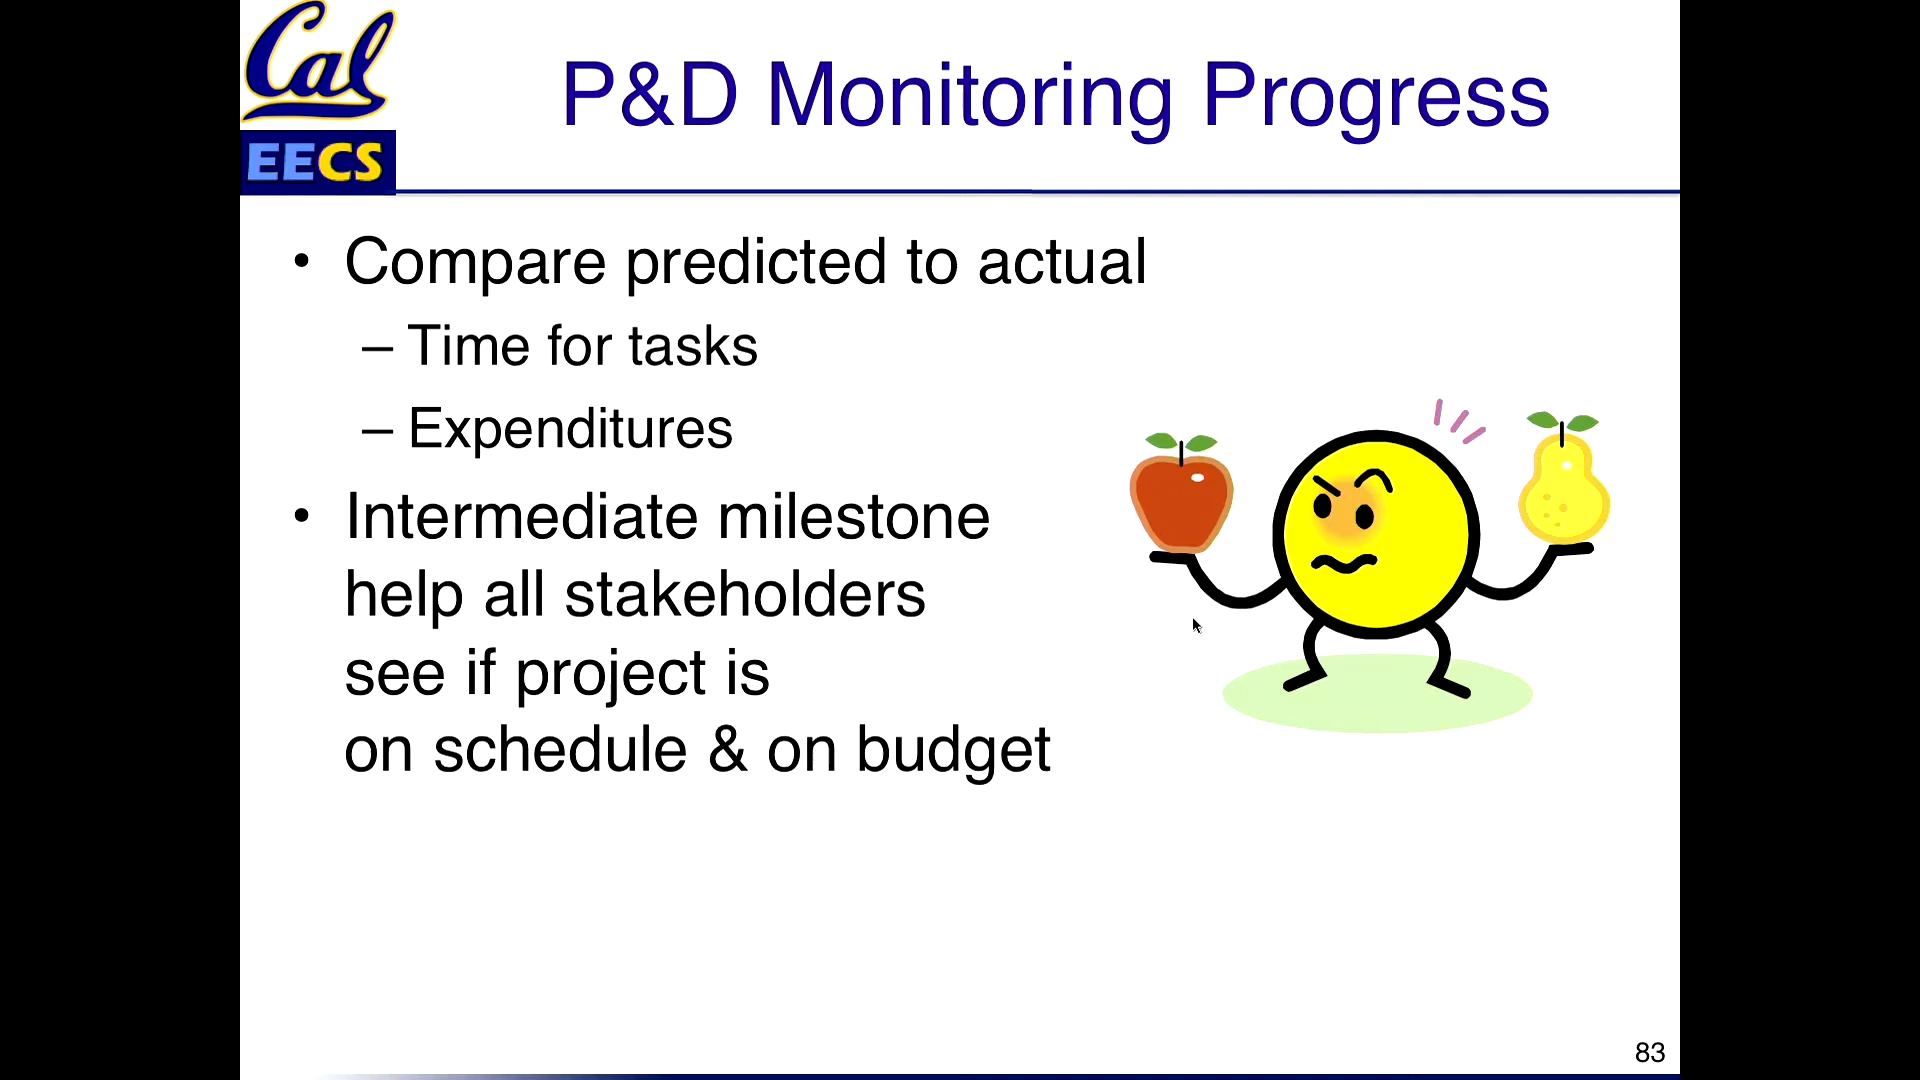 Cal
EECS
P&D Monitoring Progress
• Compare predicted to actual
– Time for tasks
– Expenditures
• Intermediate milestone
help all stakeholders
see if project is
on schedule & on budget
83